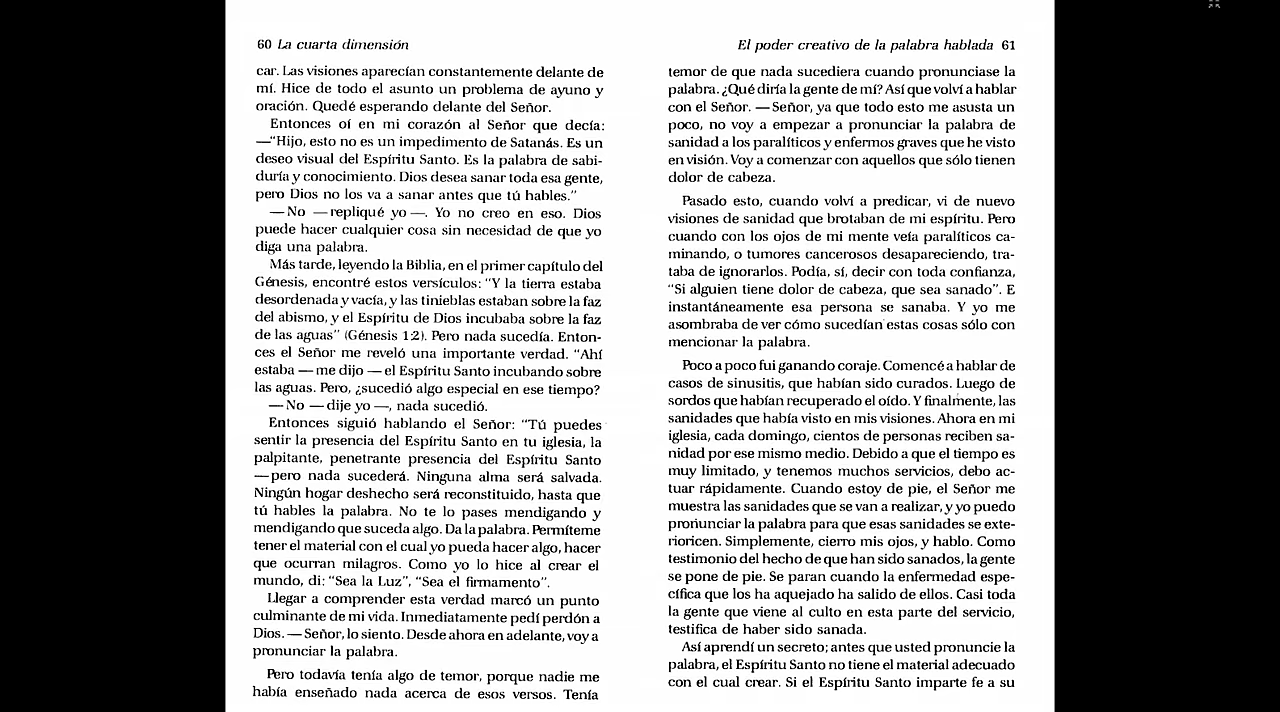 60 La cuarta dimensión
car. Las visiones aparecían constantemente delante de
mí. Hice de todo el asunto un problema de ayuno y
oración. Quedé esperando delante del Señor.
Entonces oí en mi corazón al Señor que decía:
—"Hijo, esto no es un impedimento de Satanás. Es un
deseo visual del Espíritu Santo. Es la palabra de sabi-
duría y conocimiento. Dios desea sanar toda esa gente,
pero Dios no los va a sanar antes que tú hables."
—No —repliqué yo —. Yo no creo en eso. Dios
puede hacer cualquier cosa sin necesidad de que yo
diga una palabra.
Más tarde, leyendo la Biblia, en el primer capítulo del
Génesis, encontré estos versículos: "Y la tierra estaba
desordenada y vacía, y las tinieblas estaban sobre la faz
del abismo, y el Espíritu de Dios incubaba sobre la faz
de las aguas" (Génesis 1:2). Pero nada sucedía. Enton-
ces el Señor me reveló una importante verdad. "Ahí
estaba —me dijo —el Espíritu Santo incubando sobre
las aguas. Pero, ¿sucedió algo especial en ese tiempo?
—No —dije yo —, nada sucedió.
Entonces siguió hablando el Señor: "Tú puedes
sentir la presencia del Espíritu Santo en tu iglesia, la
palpitante, penetrante presencia del Espíritu Santo
—pero nada sucederá. Ninguna alma será salvada.
Ningún hogar deshecho será reconstituido, hasta que
tú hables la palabra. No te lo pases mendigando y
mendigando que suceda algo. Da la palabra. Permíteme
tener el material con el cual yo pueda hacer algo, hacer
que ocurran milagros. Como yo lo hice al crear el
mundo, di: "Sea la Luz", "Sea el firmamento".
Llegar a comprender esta verdad marcó un punto
culminante de mi vida. Inmediatamente pedí perdón a
Dios. —Señor, lo siento. Desde ahora en adelante, voy a
pronunciar la palabra.
Pero todavía tenía algo de temor, porque nadie me
había enseñado nada acerca de esos versos. Tenía
El poder creativo de la palabra hablada 61
temor de que nada sucediera cuando pronunciase la
palabra. ¿Qué diría la gente de mí? Así que volví a hablar
con el Señor. —Señor, ya que todo esto me asusta un
poco, no voy a empezar a pronunciar la palabra de
sanidad a los paralíticos y enfermos graves que he visto
en visión. Voy a comenzar con aquellos que sólo tienen
dolor de cabeza.
Pasado esto, cuando volví a predicar, vi de nuevo
visiones de sanidad que brotaban de mi espíritu. Pero
cuando con los ojos de mi mente veía paralíticos ca-
minando, o tumores cancerosos desapareciendo, tra-
taba de ignorarlos. Podía, sí, decir con toda confianza,
"Si alguien tiene dolor de cabeza, que sea sanado". E
instantáneamente esa persona se sanaba. Y yo me
asombraba de ver cómo sucedían estas cosas sólo con
mencionar la palabra.
Poco a poco fui ganando coraje. Comencé a hablar de
casos de sinusitis, que habían sido curados. Luego de
sordos que habían recuperado el oído. Y finalmente, las
sanidades que había visto en mis visiones. Ahora en mi
iglesia, cada domingo, cientos de personas reciben sa-
nidad por ese mismo medio. Debido a que el tiempo es
muy limitado, y tenemos muchos servicios, debo ac-
tuar rápidamente. Cuando estoy de pie, el Señor me
muestra las sanidades que se van a realizar, y yo puedo
pronunciar la palabra para que esas sanidades se exte-
rioricen. Simplemente, cierro mis ojos, y hablo. Como
testimonio del hecho de que han sido sanados, la gente
se pone de pie. Se paran cuando la enfermedad espe-
cífica que los ha aquejado ha salido de ellos. Casi toda
la gente que viene al culto en esta parte del servicio,
testifica de haber sido sanada.
Así aprendí un secreto; antes que usted pronuncie la
palabra, el Espíritu Santo no tiene el material adecuado
con el cual crear. Si el Espíritu Santo imparte fe a su